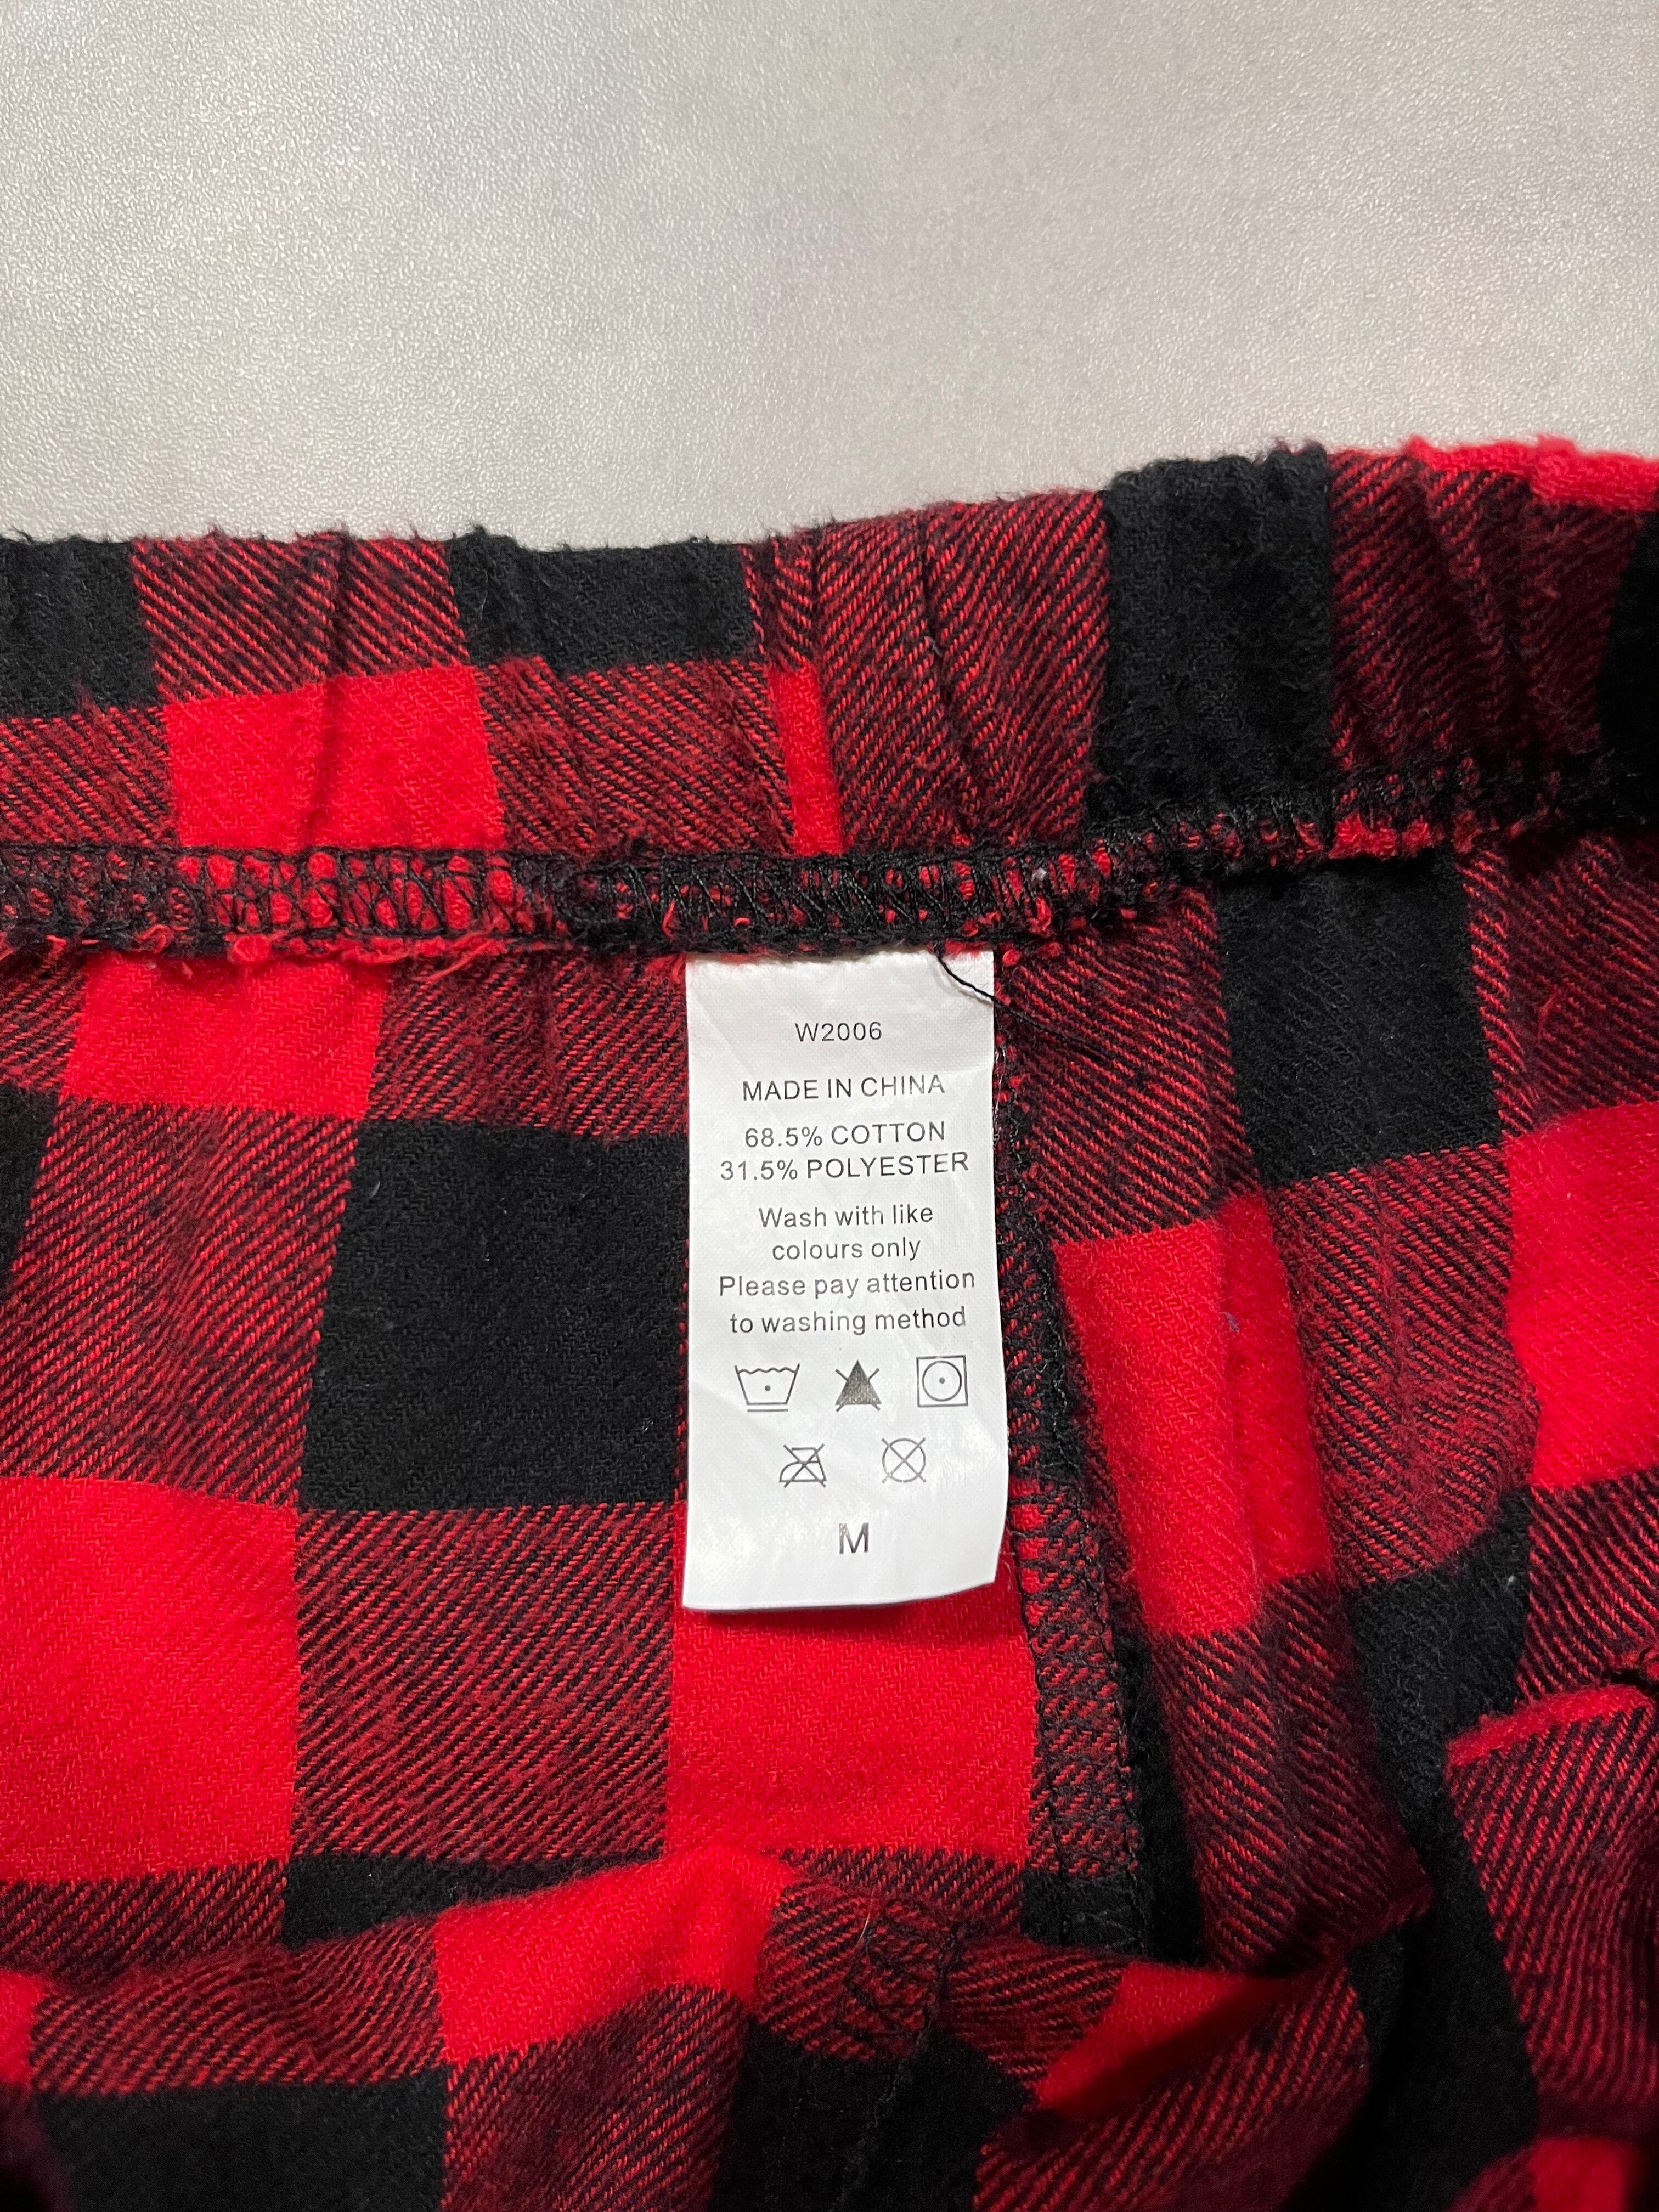 W2006
MADE IN CHINA
68.5% COTTON
31.5% POLYESTER
Wash with like
colours only
Please pay attention
to washing method
M